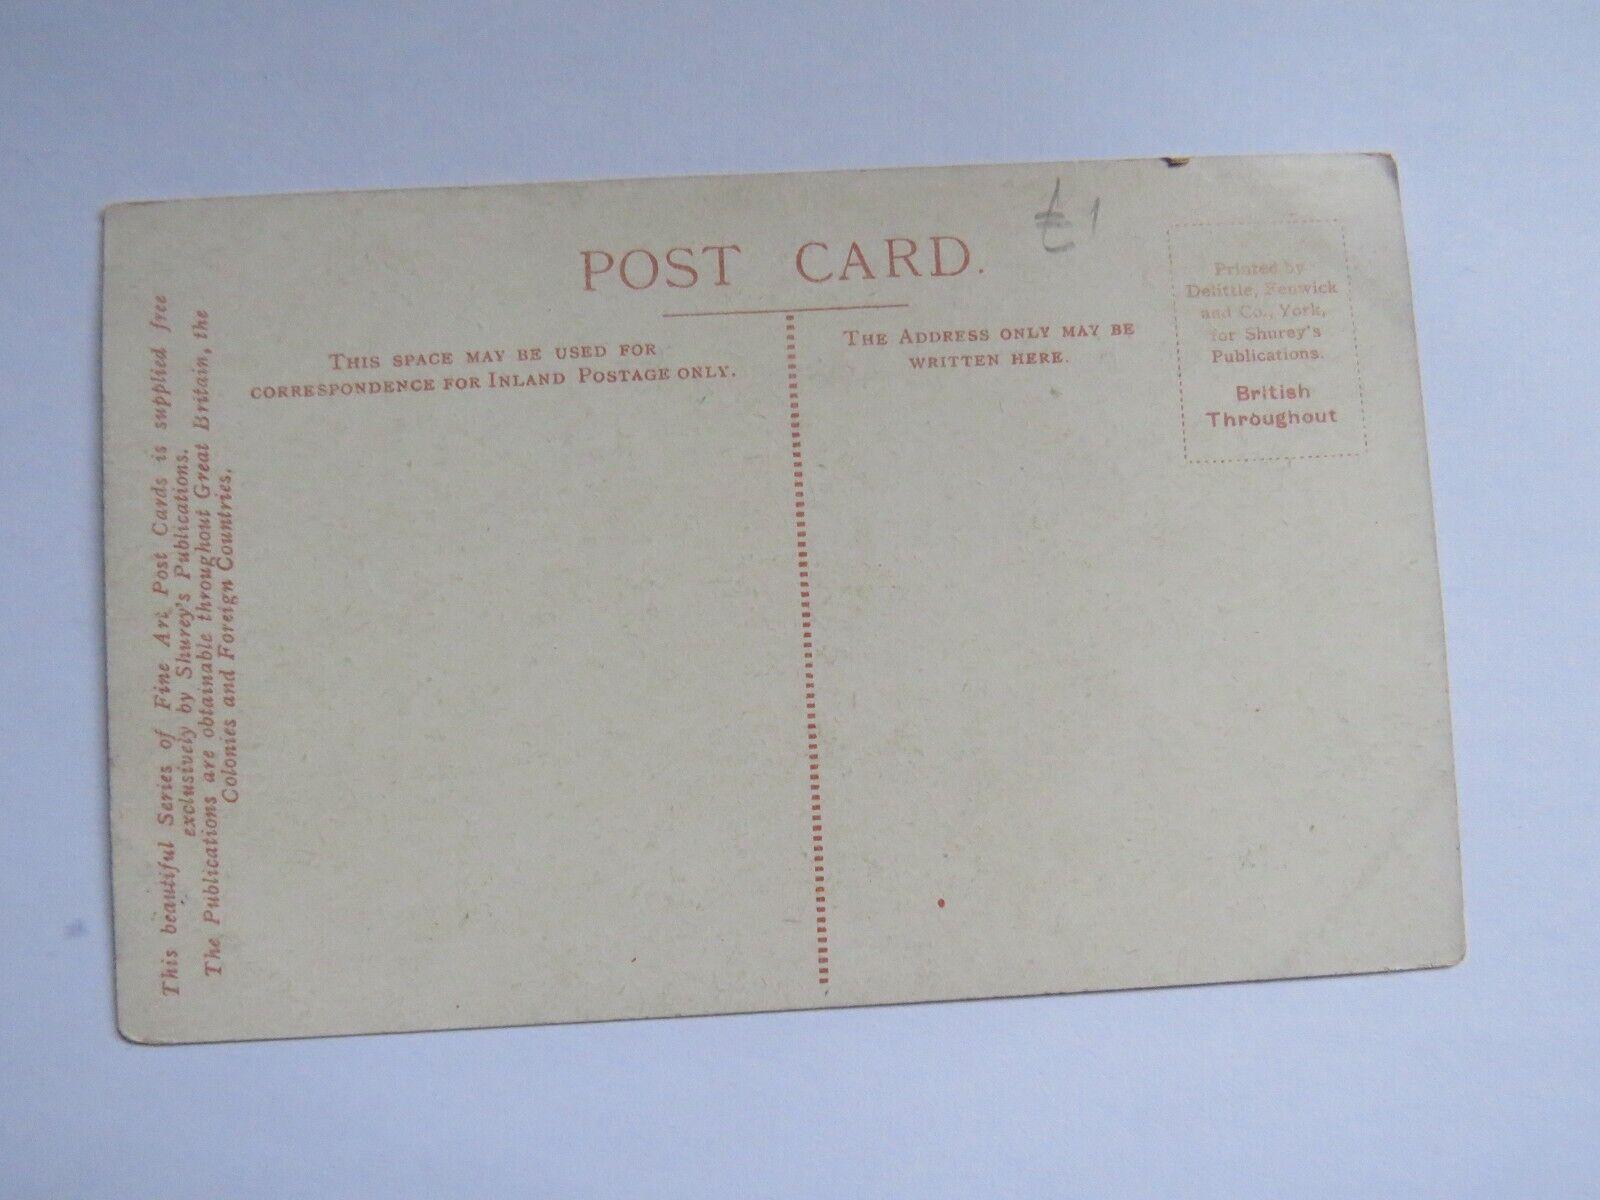 POST CARD.
£1
THIS SPACE MAY BE USED FOR
CORRESPONDENCE FOR INLAND POSTAGE ONLY.
THE ADDRESS ONLY MAY BE
WRITTEN HERE.
Printed by
Delittle, Fenwick
and Co., York,
for Shurey's
Publications.
British
Throughout
This beautiful Series of Fine Art Post Cards is supplied free
exclusively by Shurey's Publications.
The Publications are obtainable throughout Great Britain, the
Colonies and Foreign Countries.